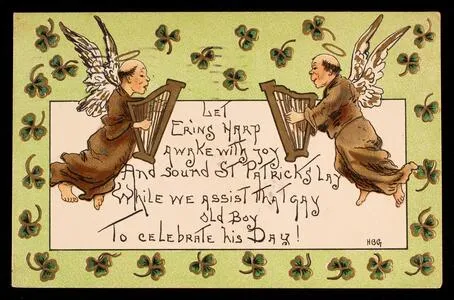 Let
Erins Harp
awake with joy
And sound St Patrick's Lay
While we assist that gay
old Boy
To celebrate his Day!
HBG